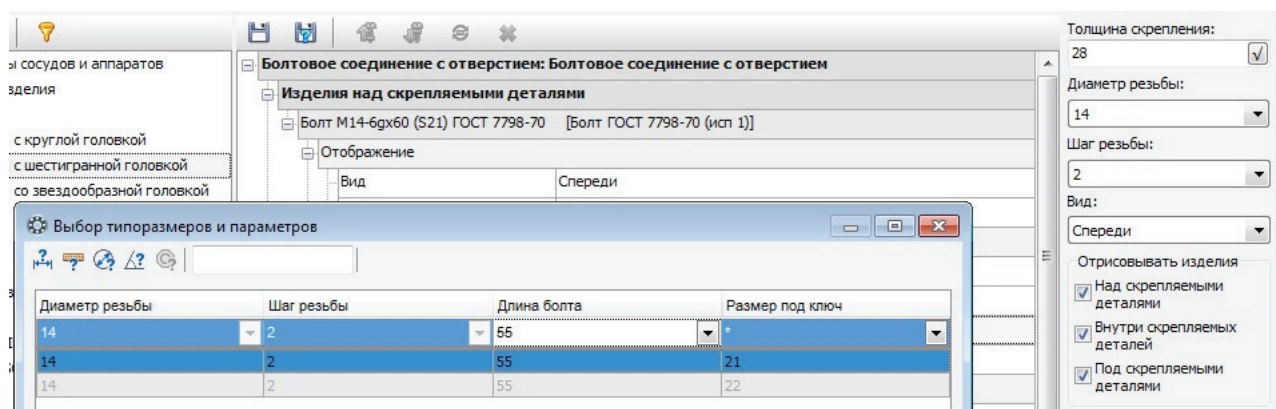 ы сосудов и аппаратов
зделия
с круглой головкой
с шестигранной головкой
со звездообразной головкой
Болтовое соединение с отверстием: Болтовое соединение с отверстием
Изделия над скрепляемыми деталями
Болт М14-6gx60 (S21) ГОСТ 7798-70 [Болт ГОСТ 7798-70 (исп 1)]
Отображение
Вид Спереди
Выбор типоразмеров и параметров
Диаметр резьбы Шаг резьбы Длина болта Размер под ключ
14 2 55 *
14 2 55 21
14 2 55 22
Толщина скрепления:
28
Диаметр резьбы:
14
Шаг резьбы:
2
Вид:
Спереди
Отрисовывать изделия
Над скрепляемыми
деталями
Внутри скрепляемых
деталей
Под скрепляемыми
деталями